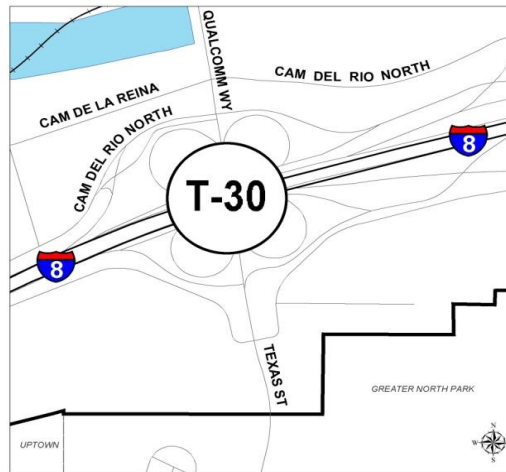 QUALCOMM WY
CAM DEL RIO NORTH
CAM DE LA REINA
CAM DEL RIO NORTH
8
T-30
8
TEXAS ST
GREATER NORTH PARK
UPTOWN
N
W
E
S